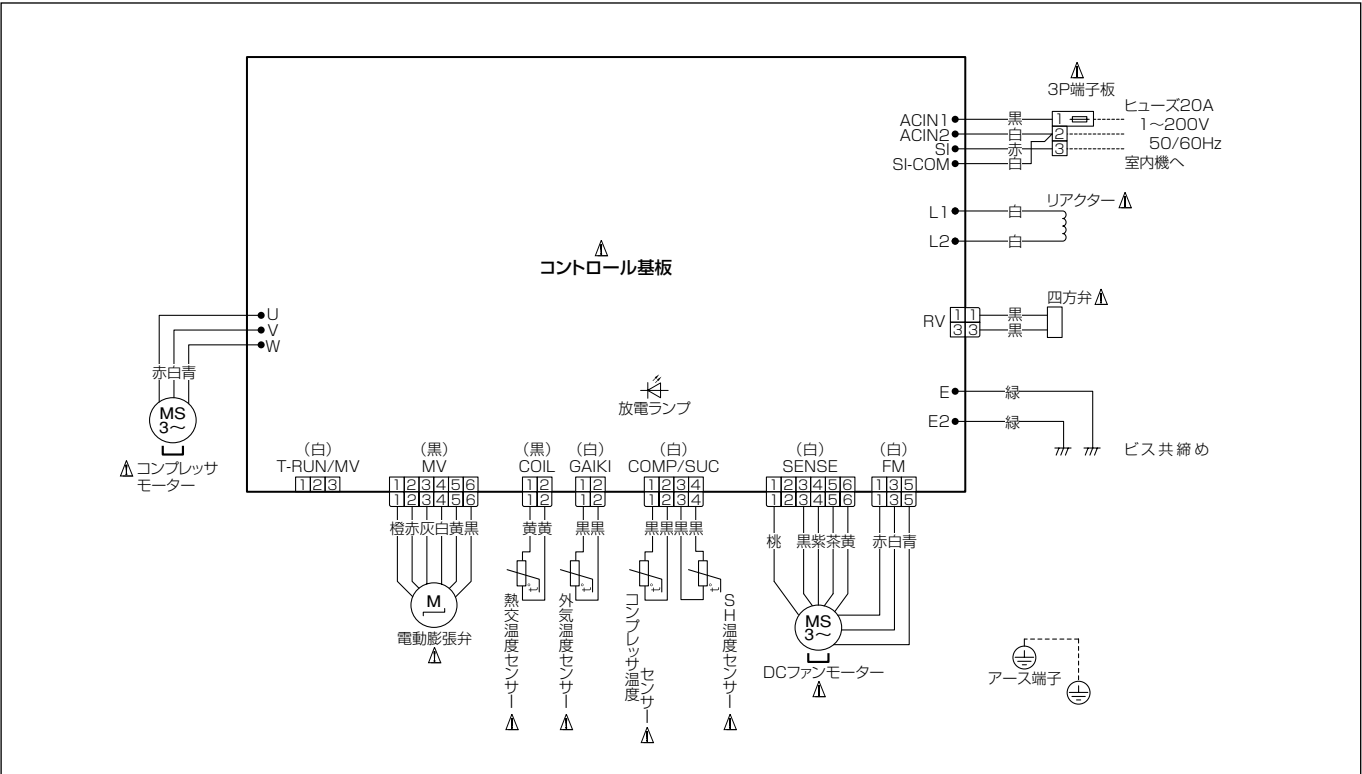 3P端子板
ACIN1 黒 1 ヒューズ20A
ACIN2 白 2 1～200V
SI 赤 3 50/60Hz
SI-COM 白 室内機へ
L1 白 リアクター
L2 白
コントロール基板
四方弁
RV 1 1 黒
3 3 黒
U
V
W
赤白青
MS
3～
コンプレッサ
モーター
放電ランプ
E 緑
E2 緑
ビス共締め
(白) (黒) (黒) (白) (白) (白) (白)
T-RUN/MV MV COIL GAIKI COMP/SUC SENSE FM
1 2 3 1 2 3 4 5 6 1 2 1 2 1 2 3 4 1 2 3 4 5 6 1 3 5
1 2 3 4 5 6 1 2 1 2 1 2 3 4 1 2 3 4 5 6 1 3 5
橙赤灰白黄黒 黄黄 黒黒 黒黒黒黒 桃 黒紫茶黄 赤白青
t° t° t° t°
M
電動膨張弁
熱交温度センサー
外気温度センサー
コンプレッサ温度
センサー
SH温度センサー
MS
3～
DCファンモーター
アース端子